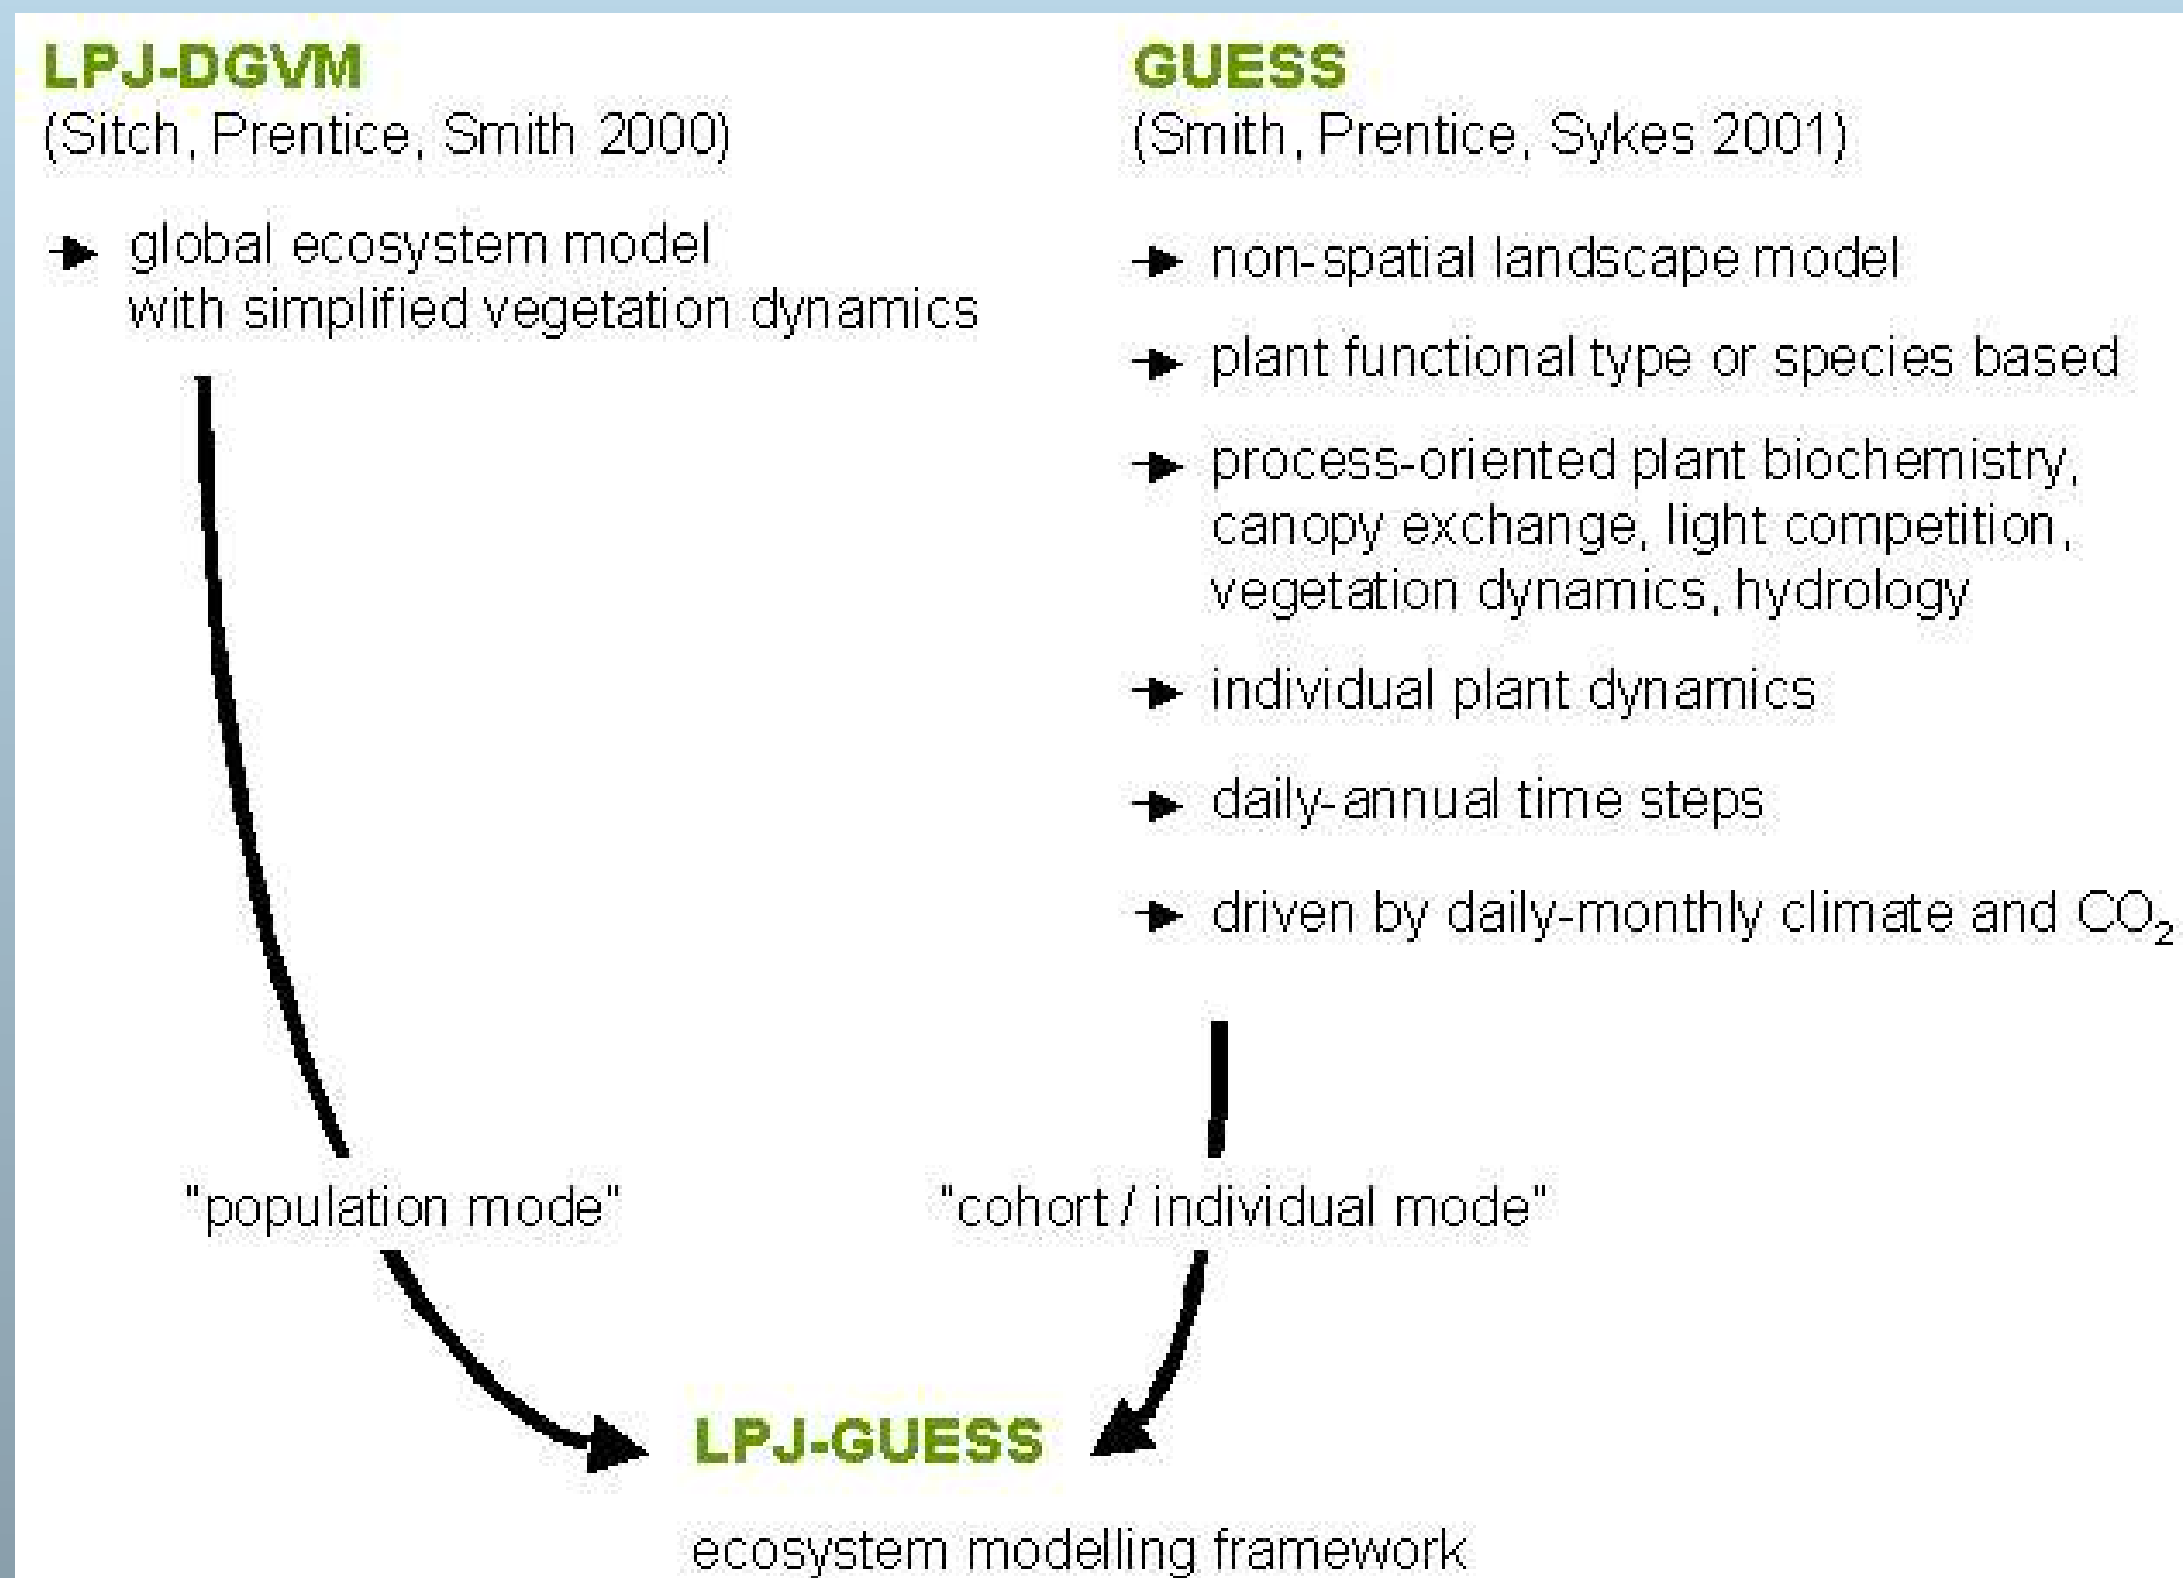 LPJ-DGVM
(Sitch, Prentice, Smith 2000)
global ecosystem model
with simplified vegetation dynamics
GUESS
(Smith, Prentice, Sykes 2001)
non-spatial landscape model
plant functional type or species based
process-oriented plant biochemistry,
canopy exchange, light competition,
vegetation dynamics, hydrology
individual plant dynamics
daily-annual time steps
driven by daily-monthly climate and CO₂
"population mode"
"cohort / individual mode"
LPJ-GUESS
ecosystem modelling framework